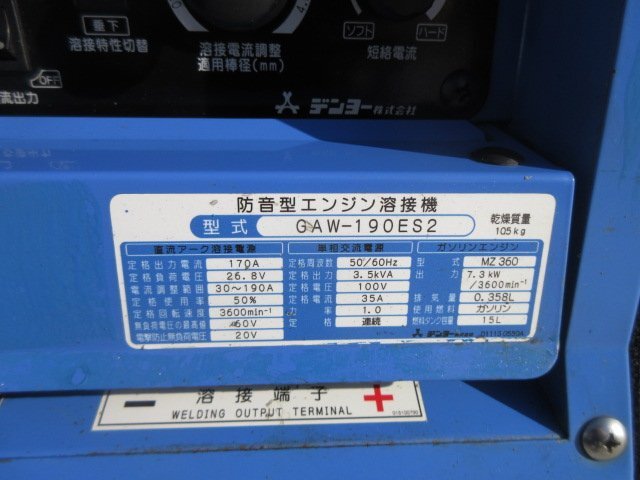 垂下
溶接特性切替
溶接電流調整
適用棒径(mm)
ソフト
ハード
短絡電流
OFF
流出力
デンヨー株式会社
防音型エンジン溶接機
型式 GAW-190ES2
乾燥質量
105kg
直流アーク溶接電源
定格出力電流 170A
定格負荷電圧 26.8V
電流調整範囲 30~190A
定格使用率 50%
定格回転速度 3600min⁻¹
無負荷電圧の最高値 60V
電撃防止無負荷電圧 20V
単相交流電源
定格周波数 50/60Hz
定格出力 3.5kVA
定格電圧 100V
定格電流 35A
力率 1.0
定格 連続
ガソリンエンジン
型式 MZ360
出力 7.3kW
/3600min⁻¹
排気量 0.358L
使用燃料 ガソリン
燃料タンク容量 15L
デンヨー株式会社
− 溶接端子 +
WELDING OUTPUT TERMINAL